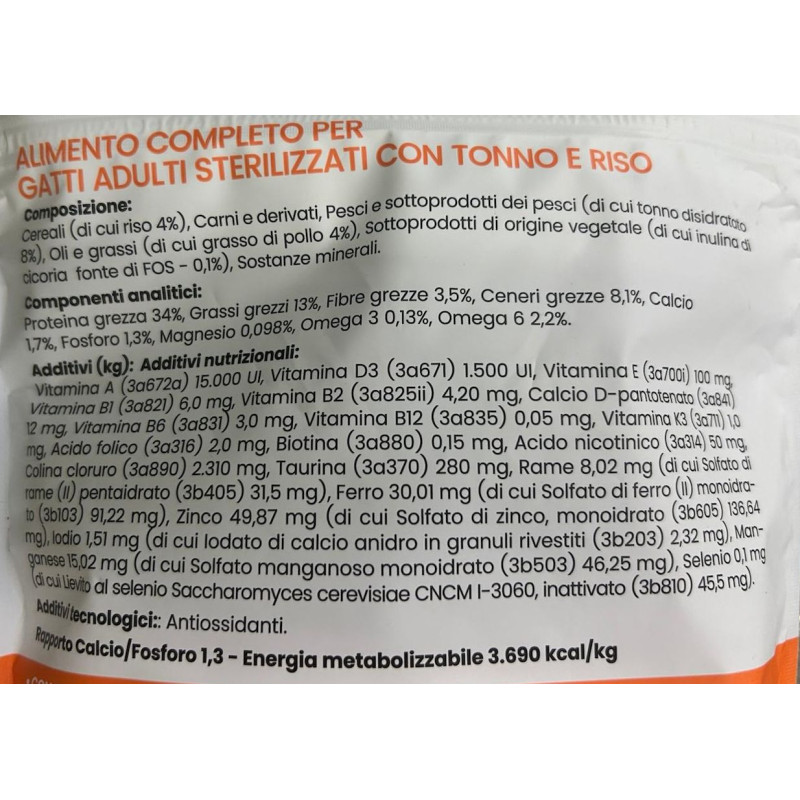 ALIMENTO COMPLETO PER
GATTI ADULTI STERILIZZATI CON TONNO E RISO
Composizione:
Cereali (di cui riso 4%), Carni e derivati, Pesci e sottoprodotti dei pesci (di cui tonno disidratato
8%), Oli e grassi (di cui grasso di pollo 4%), Sottoprodotti di origine vegetale (di cui inulina di
cicoria fonte di FOS - 0,1%), Sostanze minerali.
Componenti analitici:
Proteina grezza 34%, Grassi grezzi 13%, Fibre grezze 3,5%, Ceneri grezze 8,1%, Calcio
1,7%, Fosforo 1,3%, Magnesio 0,098%, Omega 3 0,13%, Omega 6 2,2%.
Additivi (kg): Additivi nutrizionali:
Vitamina A (3a672a) 15.000 UI, Vitamina D3 (3a671) 1.500 UI, Vitamina E (3a700i) 100 mg,
Vitamina B1 (3a821) 6,0 mg, Vitamina B2 (3a825ii) 4,20 mg, Calcio D-pantotenato (3a841)
12 mg, Vitamina B6 (3a831) 3,0 mg, Vitamina B12 (3a835) 0,05 mg, Vitamina K3 (3a711) 1,0
mg, Acido folico (3a316) 2,0 mg, Biotina (3a880) 0,15 mg, Acido nicotinico (3a314) 50 mg,
Colina cloruro (3a890) 2.310 mg, Taurina (3a370) 280 mg, Rame 8,02 mg (di cui Solfato di
rame (II) pentaidrato (3b405) 31,5 mg), Ferro 30,01 mg (di cui Solfato di ferro (II) monoidra-
to (3b103) 91,22 mg), Zinco 49,87 mg (di cui Solfato di zinco, monoidrato (3b605) 136,64
mg), Iodio 1,51 mg (di cui Iodato di calcio anidro in granuli rivestiti (3b203) 2,32 mg), Man-
ganese 15,02 mg (di cui Solfato manganoso monoidrato (3b503) 46,25 mg), Selenio 0,1 mg
(di cui Lievito al selenio Saccharomyces cerevisiae CNCM I-3060, inattivato (3b810) 45,5 mg).
Additivi tecnologici:: Antiossidanti.
Rapporto Calcio/Fosforo 1,3 - Energia metabolizzabile 3.690 kcal/kg